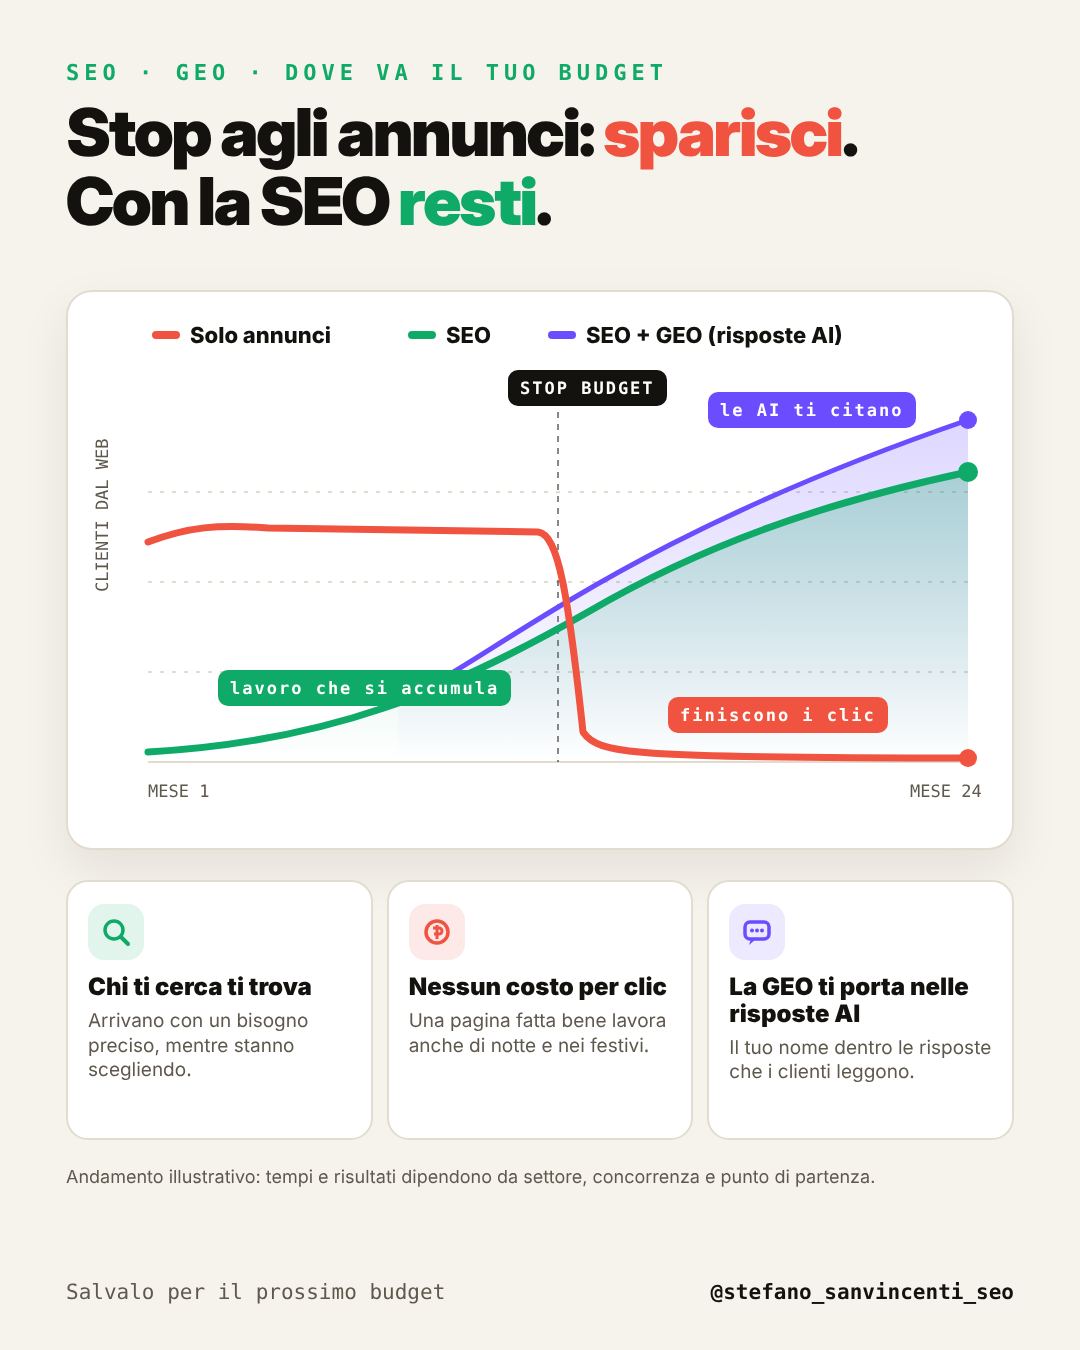 SEO · GEO · DOVE VA IL TUO BUDGET
Stop agli annunci: sparisci.
Con la SEO resti.
Solo annunci
SEO
SEO + GEO (risposte AI)
STOP BUDGET
le AI ti citano
CLIENTI DAL WEB
lavoro che si accumula
finiscono i clic
MESE 1
MESE 24
Chi ti cerca ti trova
Arrivano con un bisogno
preciso, mentre stanno
scegliendo.
Nessun costo per clic
Una pagina fatta bene lavora
anche di notte e nei festivi.
La GEO ti porta nelle
risposte AI
Il tuo nome dentro le risposte
che i clienti leggono.
Andamento illustrativo: tempi e risultati dipendono da settore, concorrenza e punto di partenza.
Salvalo per il prossimo budget
@stefano_sanvincenti_seo